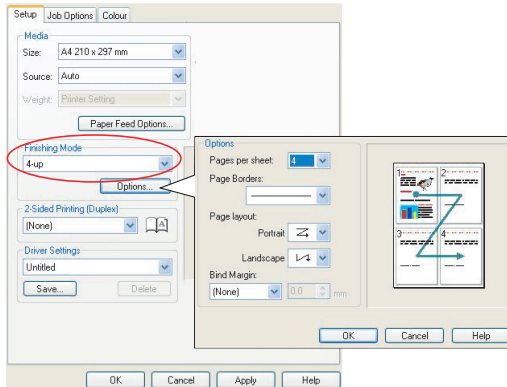 Setup Job Options Colour
Media
Size: A4 210 x 297 mm
Source: Auto
Weight: Printer Setting
Paper Feed Options...
Finishing Mode
4-up
Options...
2-Sided Printing (Duplex)
(None) A
Driver Settings
Untitled
Save... Delete
OK Cancel Apply Help
Options
Pages per sheet: 4
Page Borders:
Page layout:
Portrait
Landscape
Bind Margin:
(None) 0.0 mm
1 2
3 4
OK Cancel Help